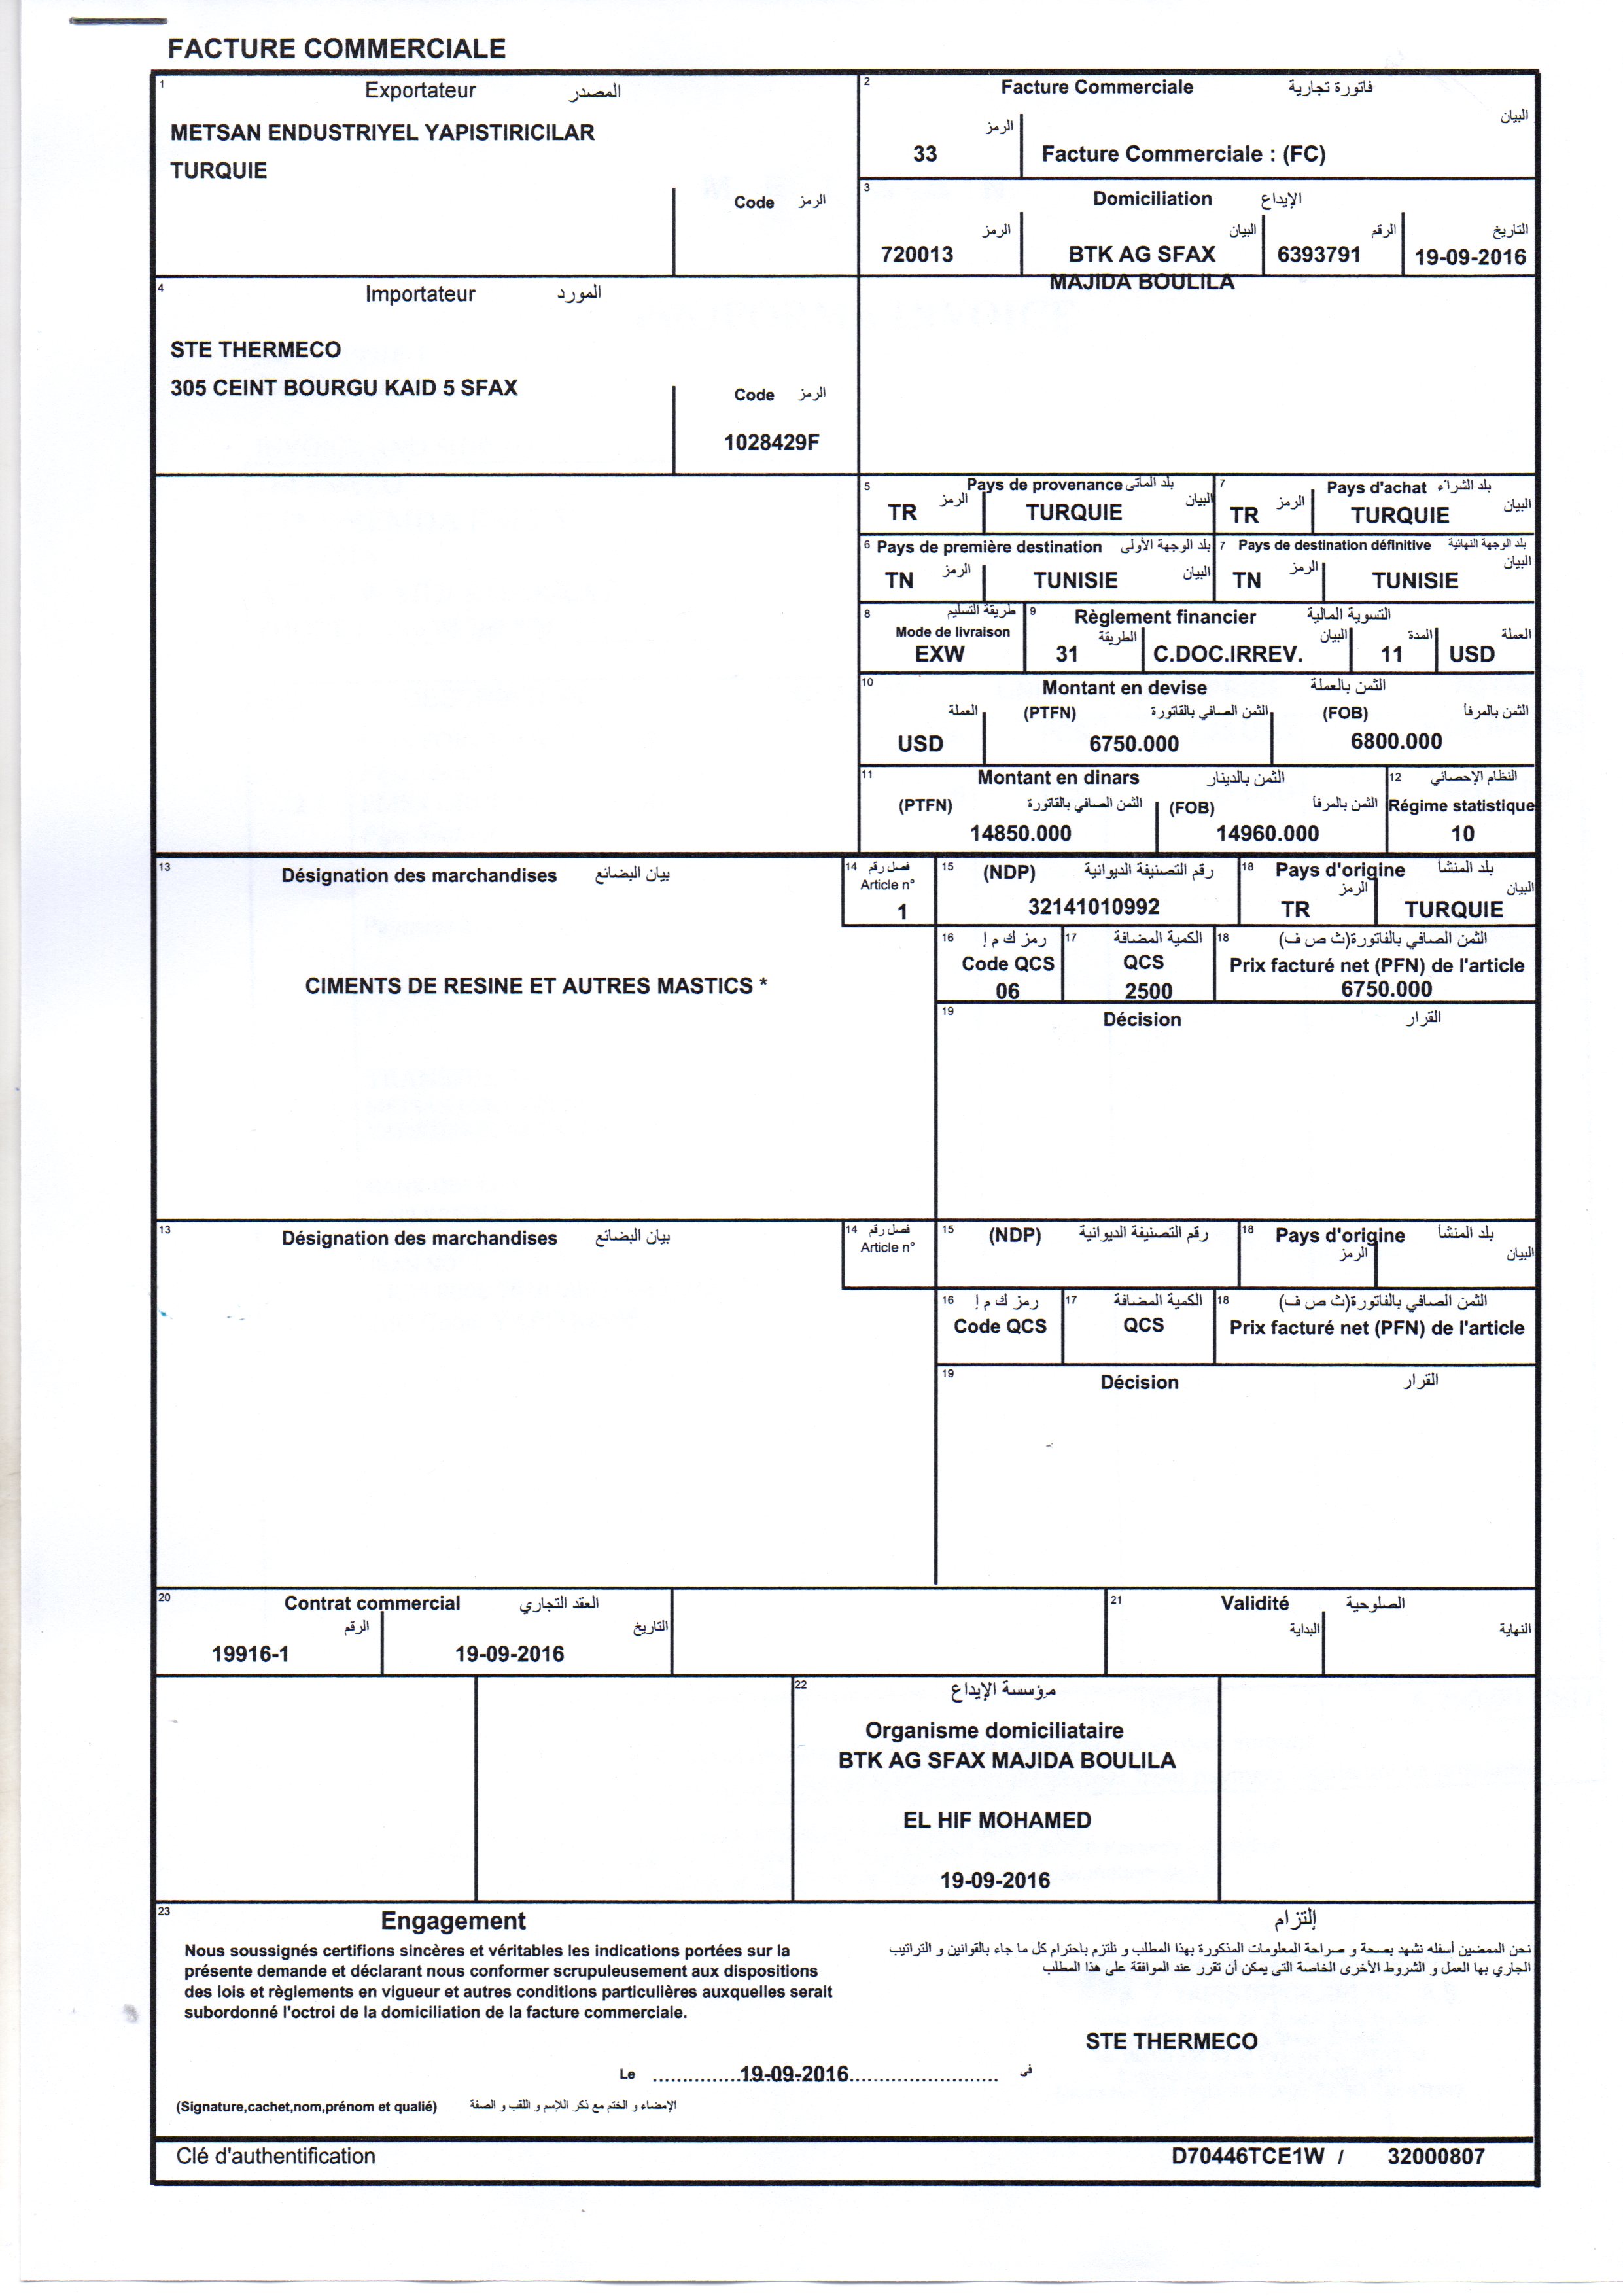 FACTURE COMMERCIALE
1 Exportateur المصدر
METSAN ENDUSTRIYEL YAPISTIRICILAR
TURQUIE
Code الرمز
2 Facture Commerciale فاتورة تجارية
الرمز البيان
33 Facture Commerciale : (FC)
3 Domiciliation الإيداع
الرمز البيان الرقم التاريخ
720013 BTK AG SFAX 6393791 19-09-2016
MAJIDA BOULILA
4 Importateur المورد
STE THERMECO
305 CEINT BOURGU KAID 5 SFAX
Code الرمز
1028429F
5 Pays de provenance بلد المأتى
الرمز البيان
TR TURQUIE
7 Pays d'achat بلد الشراء
الرمز البيان
TR TURQUIE
6 Pays de première destination بلد الوجهة الأولى
الرمز البيان
TN TUNISIE
7 Pays de destination définitive بلد الوجهة النهائية
الرمز البيان
TN TUNISIE
8 طريقة التسليم
Mode de livraison
EXW
9 Règlement financier التسوية المالية
الطريقة البيان المدة العملة
31 C.DOC.IRREV. 11 USD
10 Montant en devise الثمن بالعملة
العملة (PTFN) الثمن الصافي بالفاتورة (FOB) الثمن بالمرفأ
USD 6750.000 6800.000
11 Montant en dinars الثمن بالدينار
(PTFN) الثمن الصافي بالفاتورة (FOB) الثمن بالمرفأ
14850.000 14960.000
12 النظام الإحصائي
Régime statistique
10
13 Désignation des marchandises بيان البضائع
CIMENTS DE RESINE ET AUTRES MASTICS *
14 فصل رقم
Article n°
1
15 (NDP) رقم التصنيفة الديوانية
32141010992
18 Pays d'origine بلد المنشأ
الرمز البيان
TR TURQUIE
16 رمز ك م إ
Code QCS
06
17 الكمية المضافة
QCS
2500
18 الثمن الصافي بالفاتورة(ث ص ف)
Prix facturé net (PFN) de l'article
6750.000
19 Décision القرار
13 Désignation des marchandises بيان البضائع
14 فصل رقم
Article n°
15 (NDP) رقم التصنيفة الديوانية
18 Pays d'origine بلد المنشأ
الرمز البيان
16 رمز ك م إ
Code QCS
17 الكمية المضافة
QCS
18 الثمن الصافي بالفاتورة(ث ص ف)
Prix facturé net (PFN) de l'article
19 Décision القرار
20 Contrat commercial العقد التجاري
الرقم التاريخ
19916-1 19-09-2016
21 Validité الصلوحية
البداية النهاية
22 مؤسسة الإيداع
Organisme domiciliataire
BTK AG SFAX MAJIDA BOULILA
EL HIF MOHAMED
19-09-2016
23 Engagement إلتزام
Nous soussignés certifions sincères et véritables les indications portées sur la
présente demande et déclarant nous conformer scrupuleusement aux dispositions
des lois et règlements en vigueur et autres conditions particulières auxquelles serait
subordonné l'octroi de la domiciliation de la facture commerciale.
نحن الممضين أسفله نشهد بصحة و صراحة المعلومات المذكورة بهذا المطلب و نلتزم باحترام كل ما جاء بالقوانين و التراتيب
الجاري بها العمل و الشروط الأخرى الخاصة التى يمكن أن تقرر عند الموافقة على هذا المطلب
STE THERMECO
Le ...............19-09-2016......................... في
(Signature,cachet,nom,prénom et qualié) الإمضاء و الختم مع ذكر اللإسم و اللقب و الصفة
Clé d'authentification D70446TCE1W / 32000807